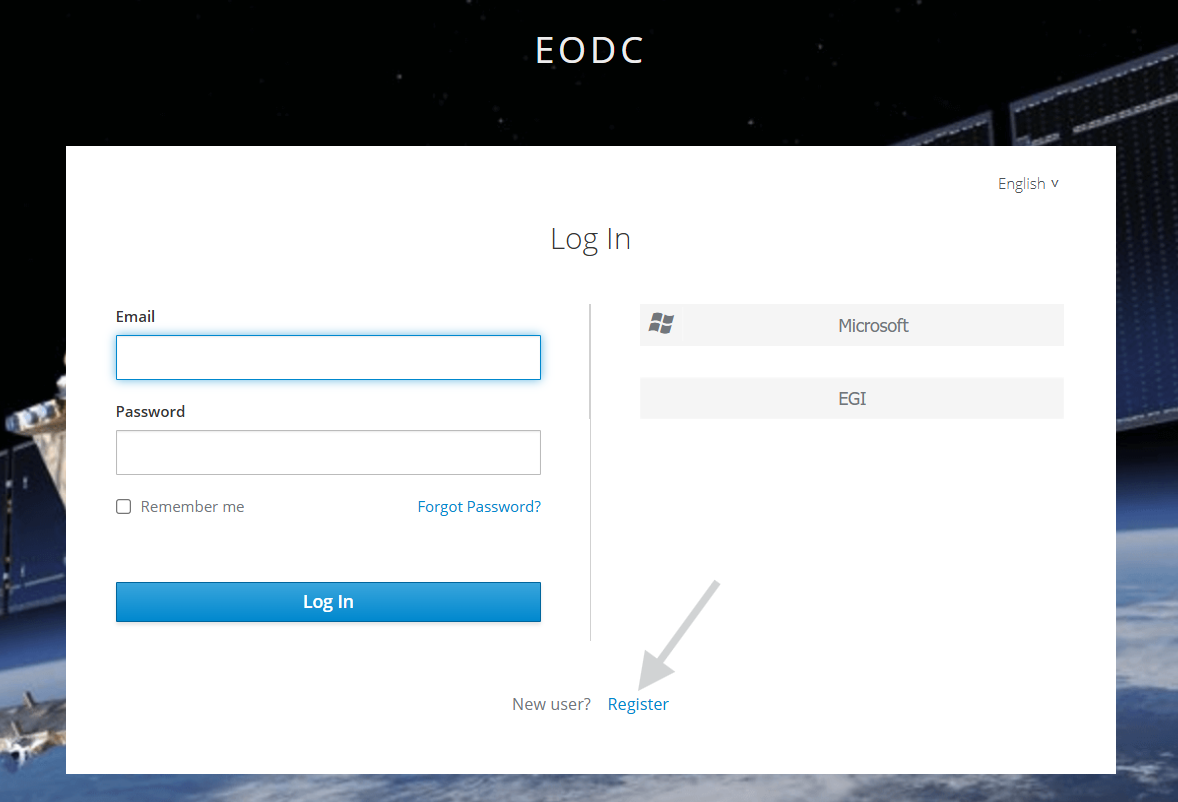 EODC
English v
Log In
Email
Password
Remember me
Forgot Password?
Log In
Microsoft
EGI
New user? Register